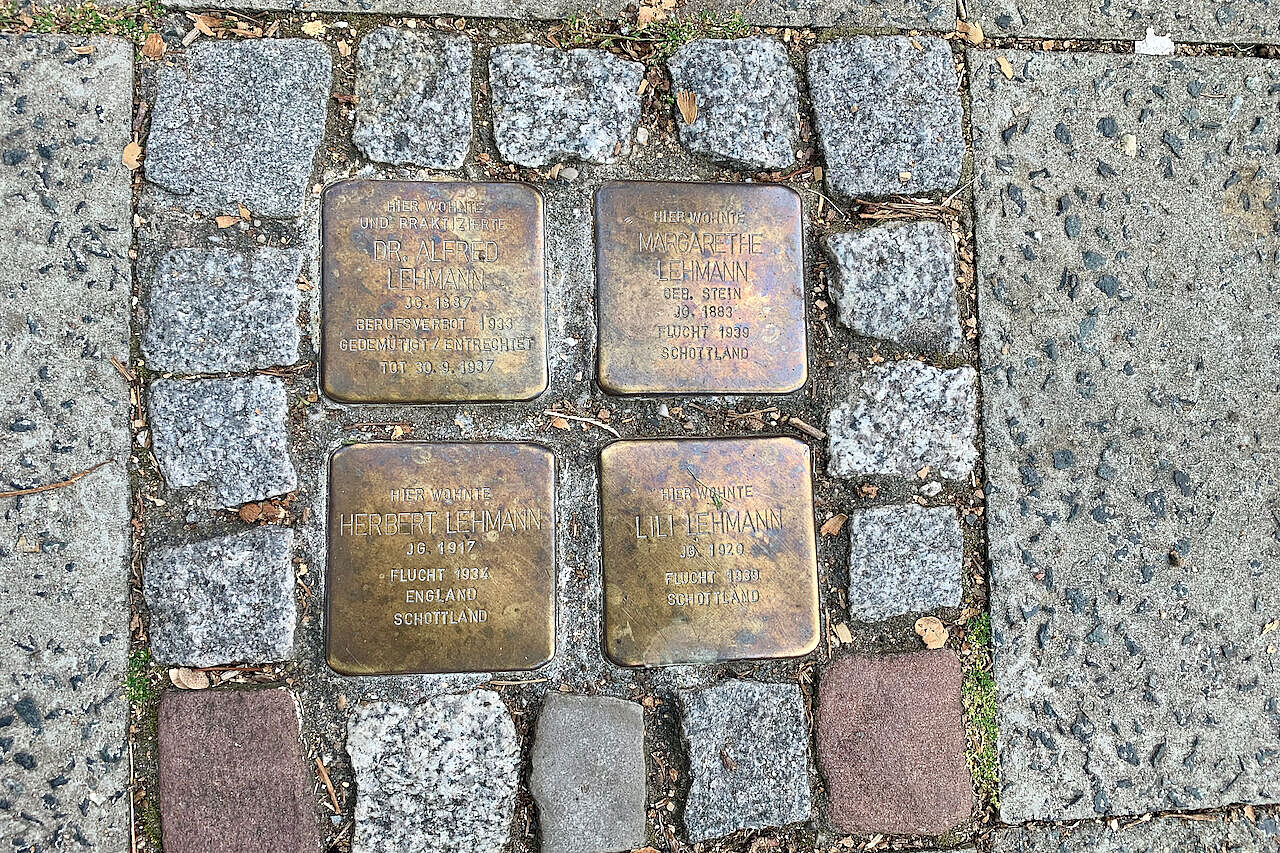 HIER WOHNTE
UND PRAKTIZIERTE
DR. ALFRED
LEHMANN
JG. 1887
BERUFSVERBOT 1933
GEDEMÜTIGT / ENTRECHTET
TOT 30.9.1937
HIER WOHNTE
MARGARETHE
LEHMANN
GEB. STEIN
JG. 1883
FLUCHT 1939
SCHOTTLAND
HIER WOHNTE
HERBERT LEHMANN
JG. 1917
FLUCHT 1934
ENGLAND
SCHOTTLAND
HIER WOHNTE
LILI LEHMANN
JG. 1920
FLUCHT 1939
SCHOTTLAND